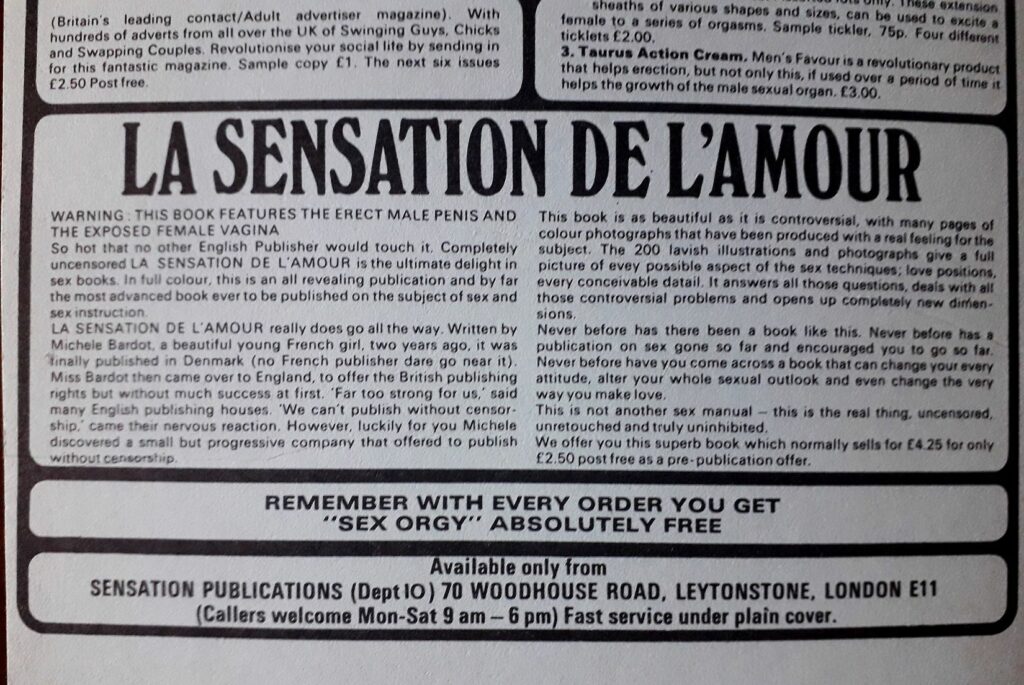 (Britain's leading contact/Adult advertiser magazine). With
hundreds of adverts from all over the UK of Swinging Guys, Chicks
and Swapping Couples. Revolutionise your social life by sending in
for this fantastic magazine. Sample copy £1. The next six issues
£2.50 Post free.
only. These extension
sheaths of various shapes and sizes, can be used to excite a
female to a series of orgasms. Sample tickler, 75p. Four different
ticklets £2.00.
3. Taurus Action Cream. Men's Favour is a revolutionary product
that helps erection, but not only this, if used over a period of time it
helps the growth of the male sexual organ. £3.00.
LA SENSATION DE L'AMOUR
WARNING : THIS BOOK FEATURES THE ERECT MALE PENIS AND
THE EXPOSED FEMALE VAGINA
So hot that no other English Publisher would touch it. Completely
uncensored LA SENSATION DE L'AMOUR is the ultimate delight in
sex books. In full colour, this is an all revealing publication and by far
the most advanced book ever to be published on the subject of sex and
sex instruction.
LA SENSATION DE L'AMOUR really does go all the way. Written by
Michele Bardot, a beautiful young French girl, two years ago, it was
finally published in Denmark (no French publisher dare go near it).
Miss Bardot then came over to England, to offer the British publishing
rights but without much success at first. 'Far too strong for us,' said
many English publishing houses. 'We can't publish without censor-
ship,' came their nervous reaction. However, luckily for you Michele
discovered a small but progressive company that offered to publish
without censorship.
This book is as beautiful as it is controversial, with many pages of
colour photographs that have been produced with a real feeling for the
subject. The 200 lavish illustrations and photographs give a full
picture of evey possible aspect of the sex techniques; love positions,
every conceivable datail. It answers all those questions, deals with all
those controversial problems and opens up completely new dimen-
sions.
Never before has there been a book like this. Never before has a
publication on sex gone so far and encouraged you to go so far.
Never before have you come across a book that can change your every
attitude, alter your whole sexual outlook and even change the very
way you make love.
This is not another sex manual – this is the real thing, uncensored,
unretouched and truly uninhibited.
We offer you this superb book which normally sells for £4.25 for only
£2.50 post free as a pre-publication offer.
REMEMBER WITH EVERY ORDER YOU GET
"SEX ORGY" ABSOLUTELY FREE
Available only from
SENSATION PUBLICATIONS (Dept IO) 70 WOODHOUSE ROAD, LEYTONSTONE, LONDON E11
(Callers welcome Mon-Sat 9 am – 6 pm) Fast service under plain cover.